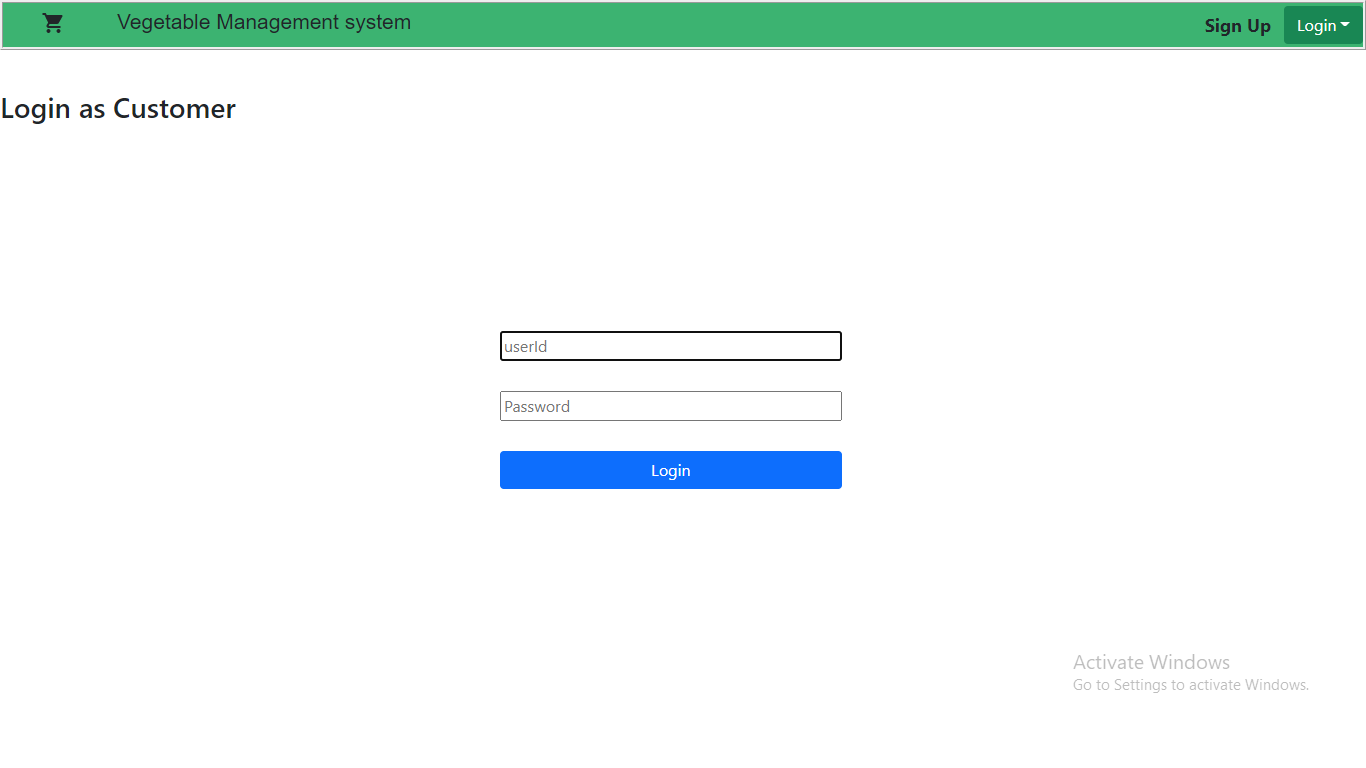 Vegetable Management system
Sign Up
Login
Login as Customer
userId
Password
Login
Activate Windows
Go to Settings to activate Windows.